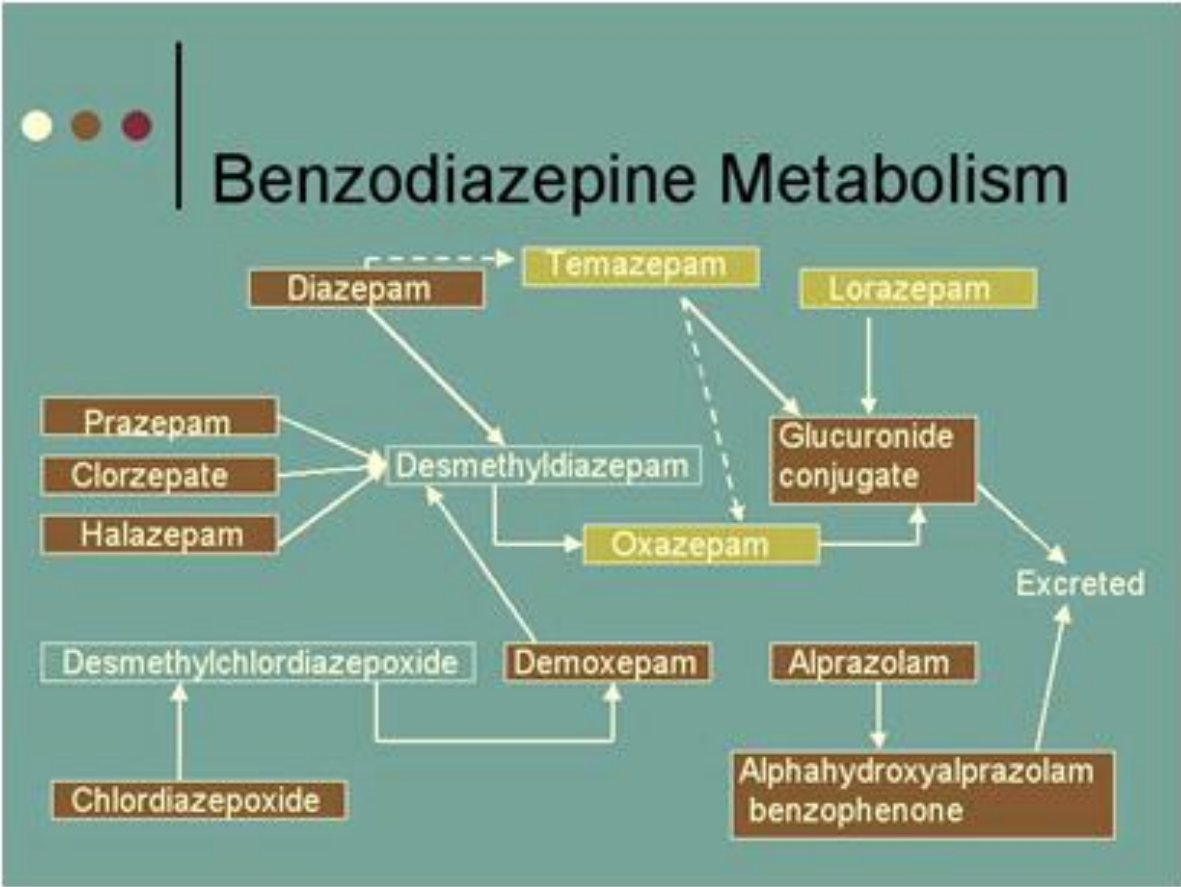 Benzodiazepine Metabolism
Temazepam
Diazepam
Lorazepam
Prazepam
Glucuronide
conjugate
Desmethyldiazepam
Clorzepate
Halazepam
Oxazepam
Excreted
Desmethylchlordiazepoxide
Demoxepam
Alprazolam
Alphahydroxyalprazolam
benzophenone
Chlordiazepoxide